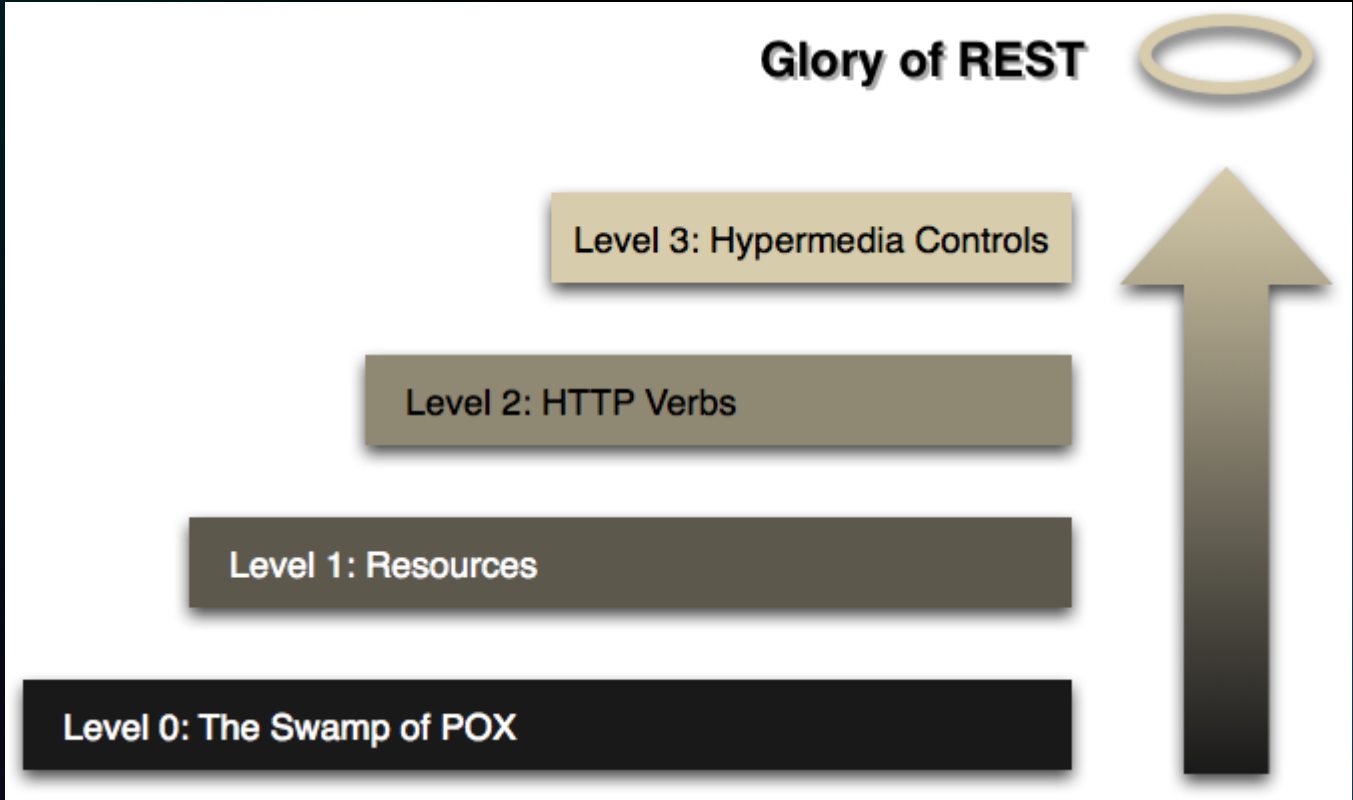 Glory of REST
Level 3: Hypermedia Controls
Level 2: HTTP Verbs
Level 1: Resources
Level 0: The Swamp of POX